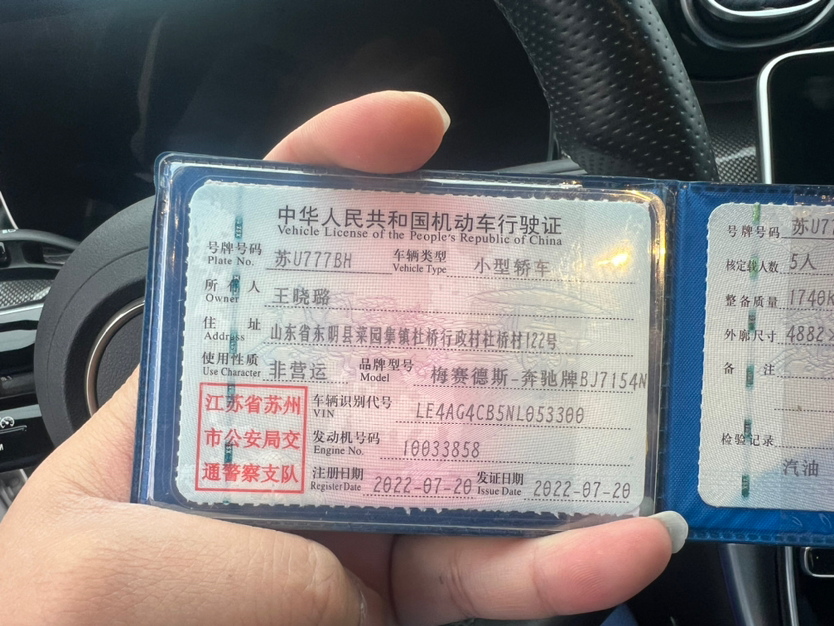 中华人民共和国机动车行驶证
Vehicle License of the People's Republic of China
号牌号码 苏U777BH 车辆类型 小型轿车
Plate No. Vehicle Type
所有人 王晓璐
Owner
住址 山东省东明县菜园集镇杜桥行政村杜桥村122号
Address
使用性质 非营运 品牌型号 梅赛德斯-奔驰牌BJ7154N
Use Character Model
江苏省苏州
市公安局交
通警察支队
车辆识别代号 LE4AG4CB5NL053300
VIN
发动机号码 10033858
Engine No.
注册日期 2022-07-20 发证日期 2022-07-20
Register Date Issue Date
号牌号码 苏U77
核定载人数 5人
整备质量 1740K
外廓尺寸 4882
备注
检验记录
汽油